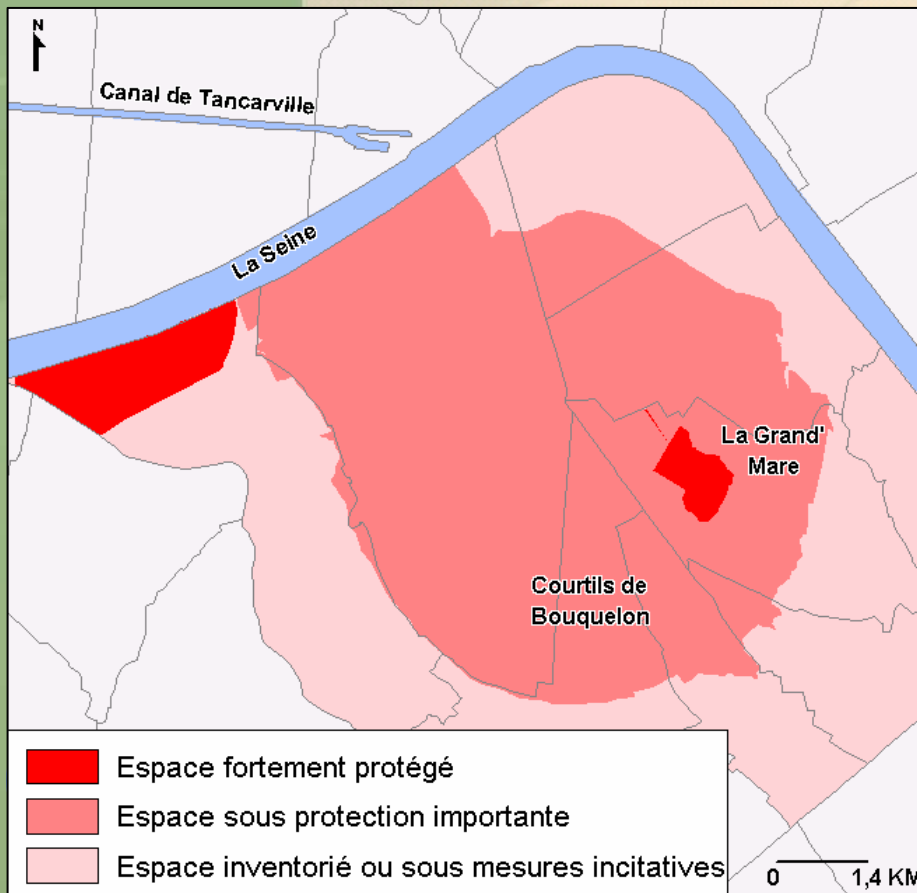 N
Canal de Tancarville
La Seine
La Grand'
Mare
Courtils de
Bouquelon
Espace fortement protégé
Espace sous protection importante
Espace inventorié ou sous mesures incitatives
0 1,4 KM